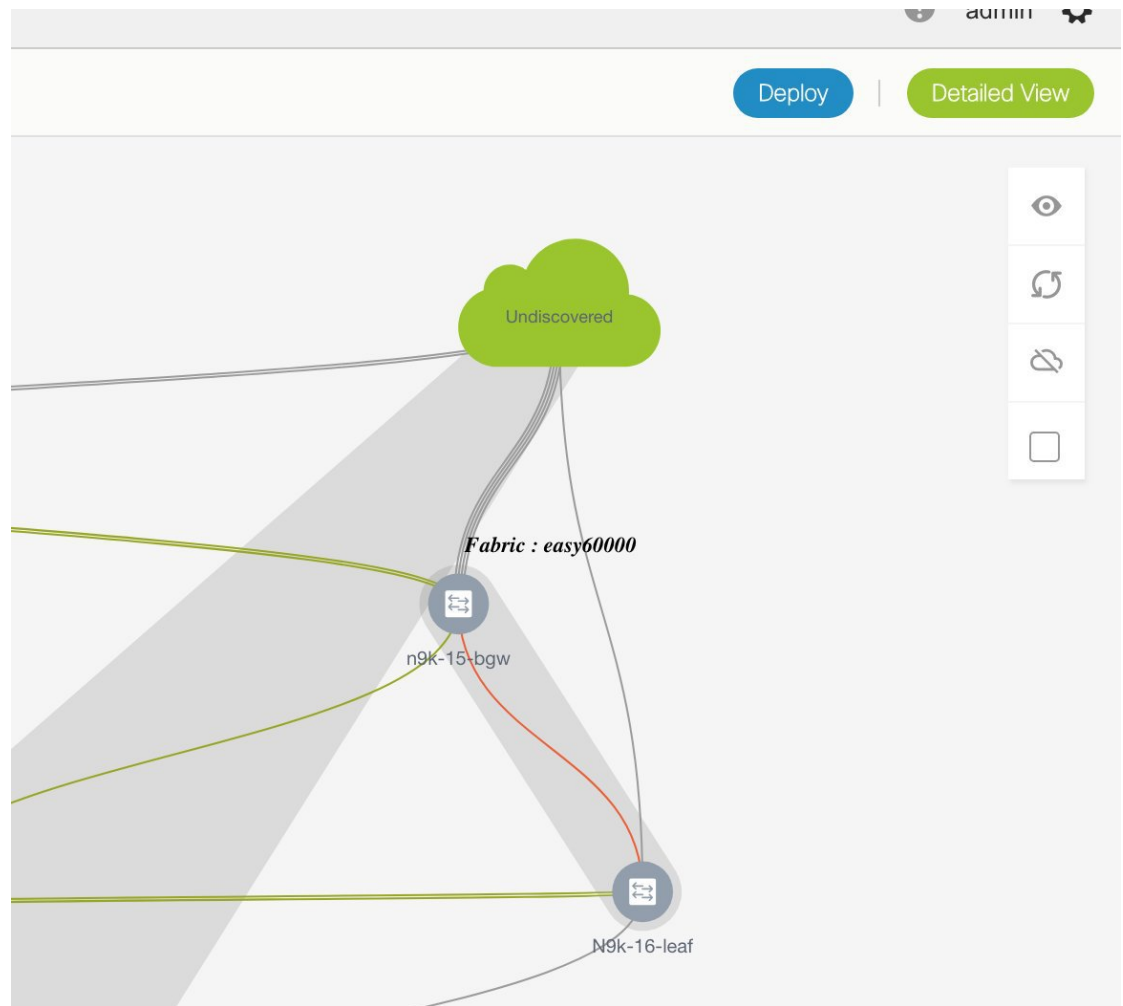 admin
Deploy
Detailed View
Undiscovered
Fabric : easy60000
n9k-15-bgw
N9k-16-leaf